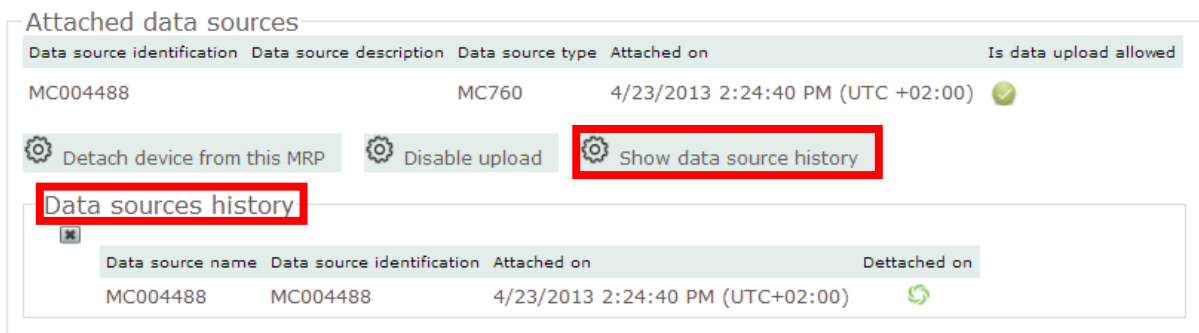 Attached data sources
Data source identification Data source description Data source type Attached on Is data upload allowed
MC004488 MC760 4/23/2013 2:24:40 PM (UTC +02:00)
Detach device from this MRP Disable upload Show data source history
Data sources history
Data source name Data source identification Attached on Dettached on
MC004488 MC004488 4/23/2013 2:24:40 PM (UTC+02:00)